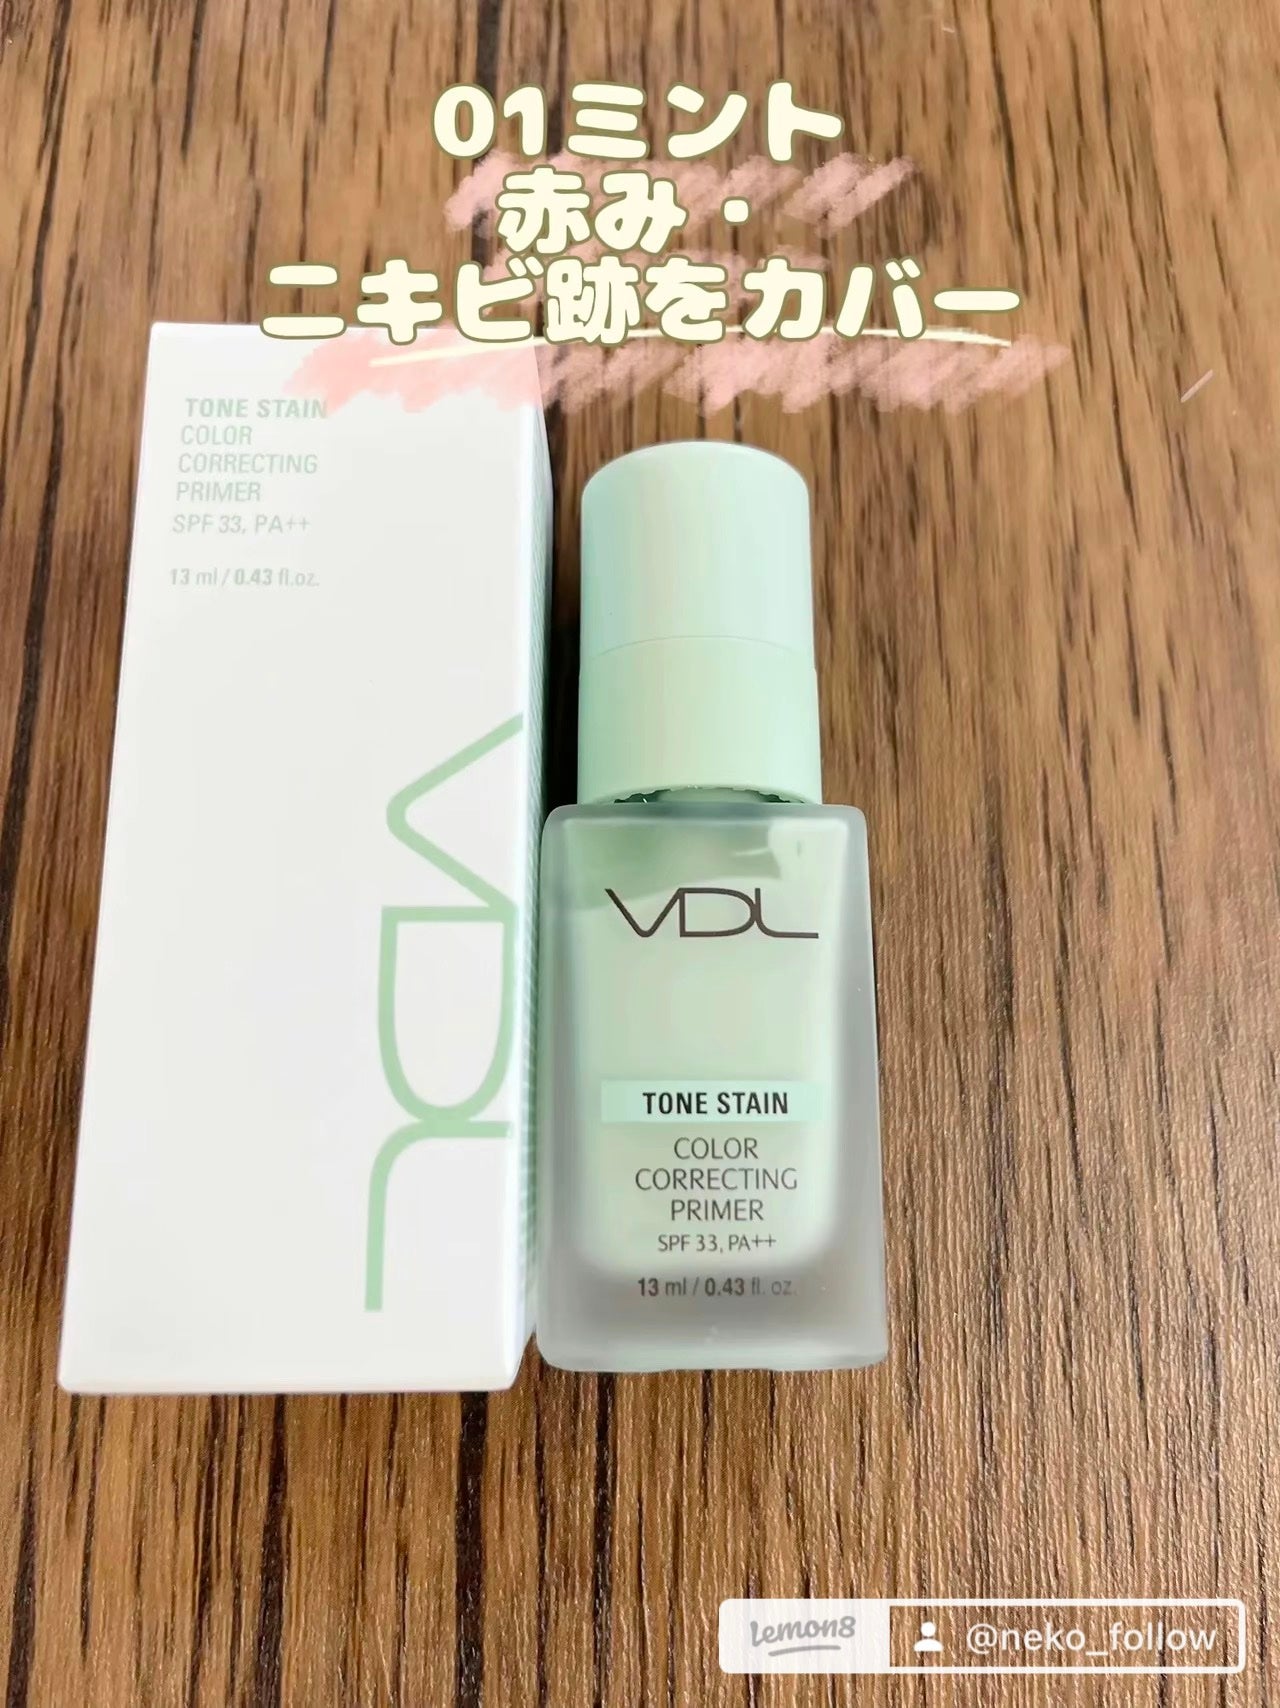 01ミント
赤み・
ニキビ跡をカバー
TONE STAIN
COLOR
CORRECTING
PRIMER
SPF 33, PA++
13 ml / 0.43 fl.oz.
VDL
VDL
TONE STAIN
COLOR
CORRECTING
PRIMER
SPF 33, PA++
13 ml / 0.43 fl. oz.
Lemon8 @neko_follow